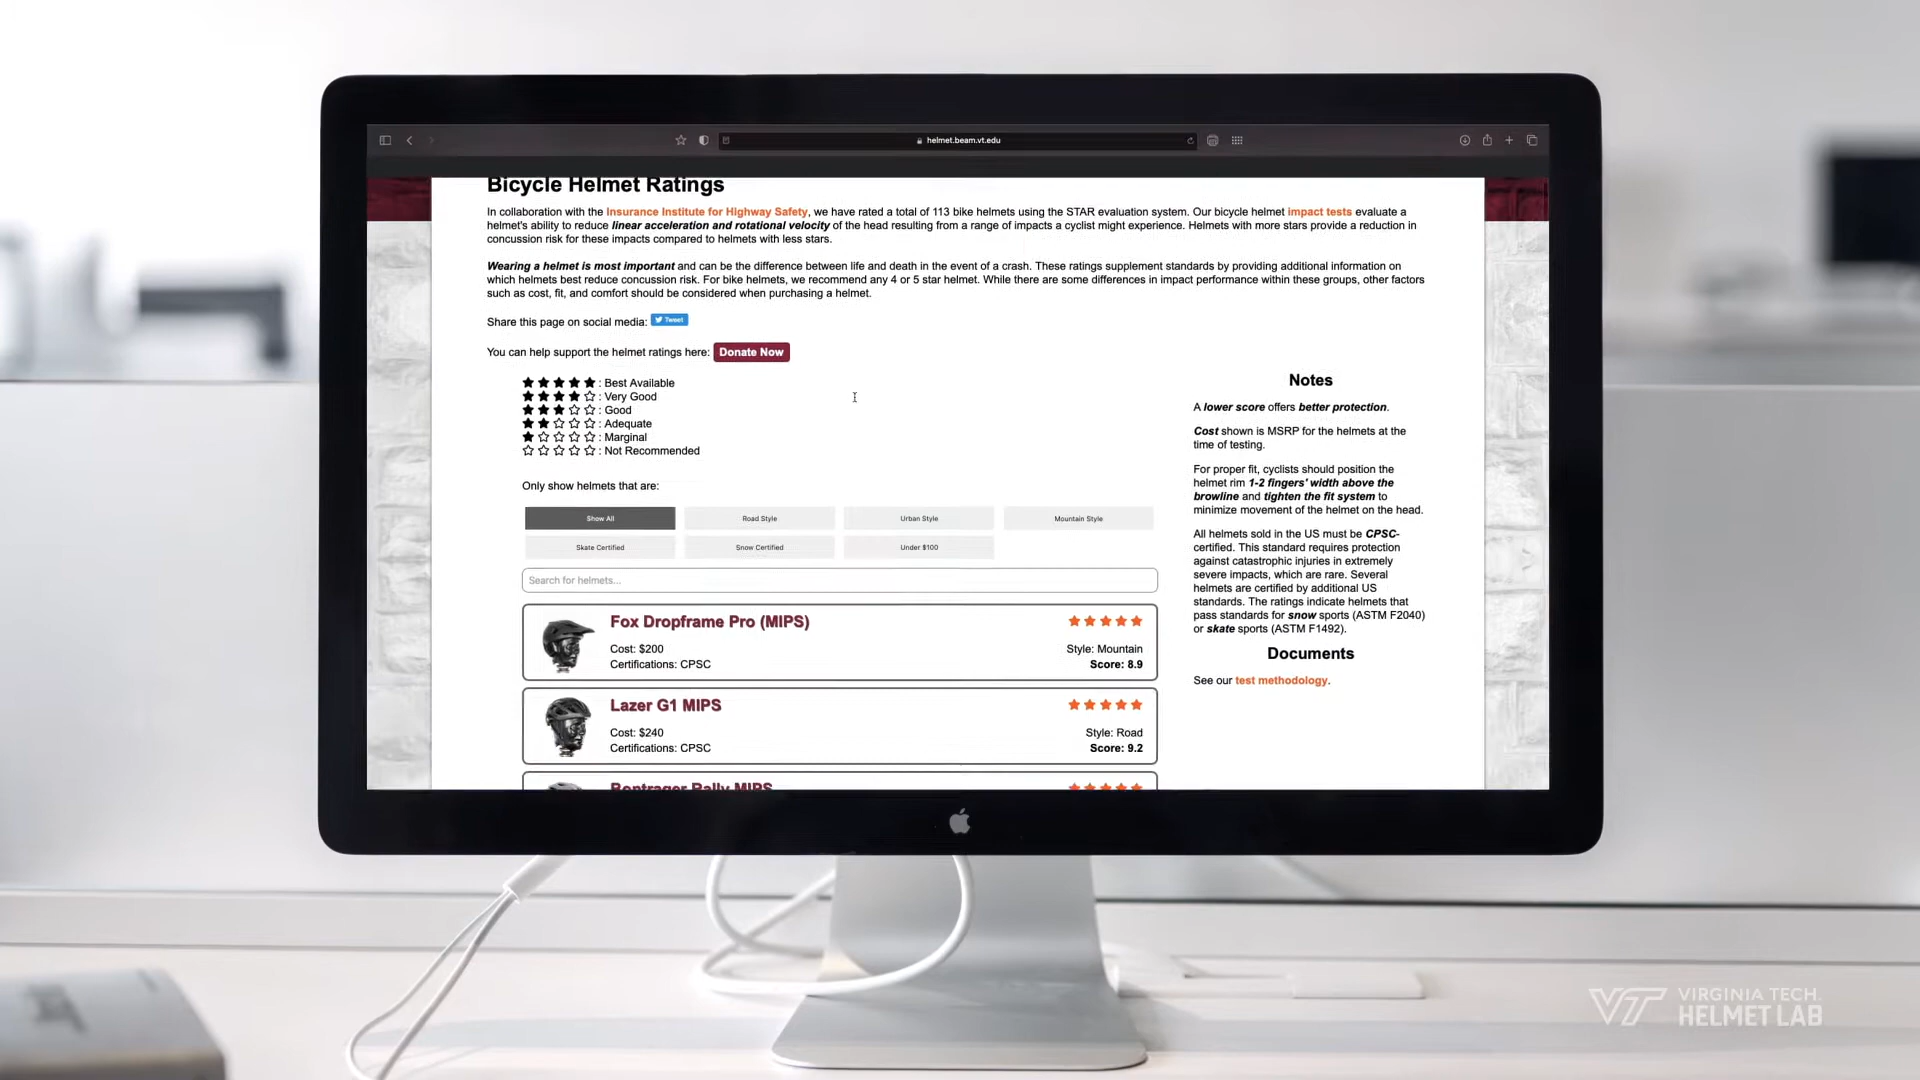 helmet.beam.vt.edu
Bicycle Helmet Ratings
In collaboration with the Insurance Institute for Highway Safety, we have rated a total of 113 bike helmets using the STAR evaluation system. Our bicycle helmet impact tests evaluate a
helmet's ability to reduce linear acceleration and rotational velocity of the head resulting from a range of impacts a cyclist might experience. Helmets with more stars provide a reduction in
concussion risk for these impacts compared to helmets with less stars.
Wearing a helmet is most important and can be the difference between life and death in the event of a crash. These ratings supplement standards by providing additional information on
which helmets best reduce concussion risk. For bike helmets, we recommend any 4 or 5 star helmet. While there are some differences in impact performance within these groups, other factors
such as cost, fit, and comfort should be considered when purchasing a helmet.
Share this page on social media: Tweet
You can help support the helmet ratings here: Donate Now
: Best Available
: Very Good
: Good
: Adequate
: Marginal
: Not Recommended
Only show helmets that are:
Show All Road Style Urban Style Mountain Style
Skate Certified Snow Certified Under $100
Search for helmets...
Fox Dropframe Pro (MIPS)
Cost: $200 Style: Mountain
Certifications: CPSC Score: 8.9
Lazer G1 MIPS
Cost: $240 Style: Road
Certifications: CPSC Score: 9.2
Bontrager Rally MIPS
Notes
A lower score offers better protection.
Cost shown is MSRP for the helmets at the
time of testing.
For proper fit, cyclists should position the
helmet rim 1-2 fingers' width above the
browline and tighten the fit system to
minimize movement of the helmet on the head.
All helmets sold in the US must be CPSC-
certified. This standard requires protection
against catastrophic injuries in extremely
severe impacts, which are rare. Several
helmets are certified by additional US
standards. The ratings indicate helmets that
pass standards for snow sports (ASTM F2040)
or skate sports (ASTM F1492).
Documents
See our test methodology.
VT VIRGINIA TECH
HELMET LAB